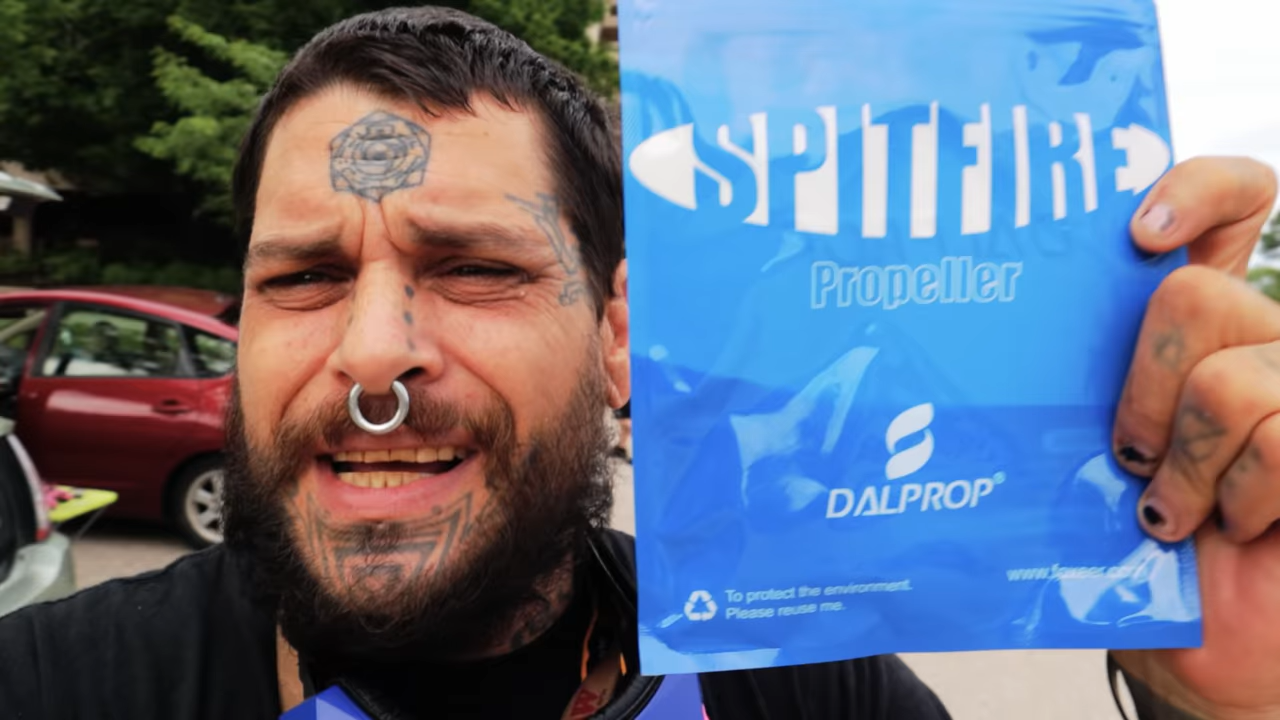 SPITFIRE
Propeller
DALPROP®
To protect the environment.
Please reuse me.